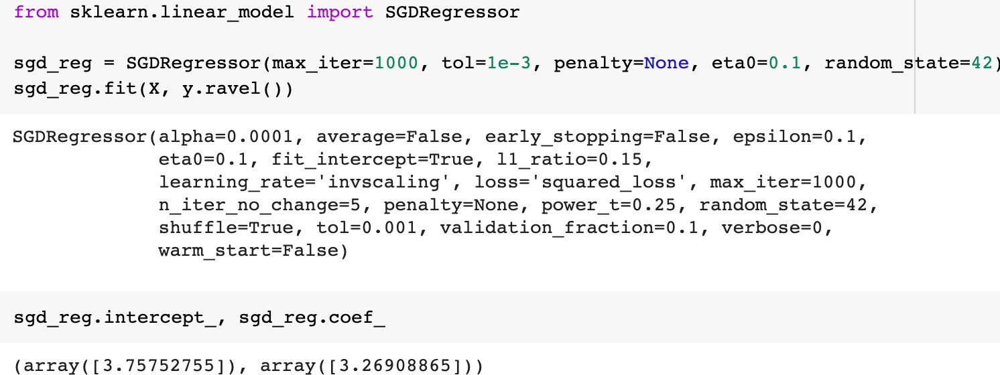 from sklearn.linear_model import SGDRegressor
sgd_reg = SGDRegressor(max_iter=1000, tol=1e-3, penalty=None, eta0=0.1, random_state=42)
sgd_reg.fit(X, y.ravel())
SGDRegressor(alpha=0.0001, average=False, early_stopping=False, epsilon=0.1,
eta0=0.1, fit_intercept=True, l1_ratio=0.15,
learning_rate='invscaling', loss='squared_loss', max_iter=1000,
n_iter_no_change=5, penalty=None, power_t=0.25, random_state=42,
shuffle=True, tol=0.001, validation_fraction=0.1, verbose=0,
warm_start=False)
sgd_reg.intercept_, sgd_reg.coef_
(array([3.75752755]), array([3.26908865]))